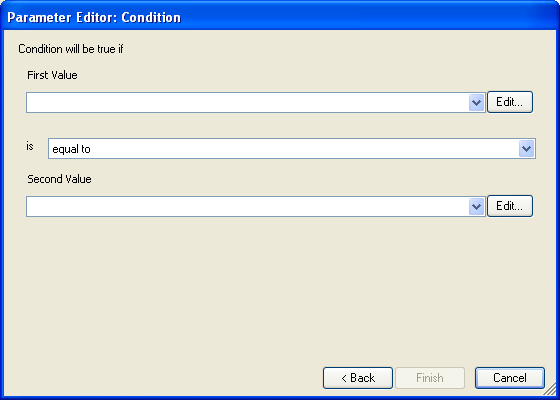 Parameter Editor: Condition
Condition will be true if
First Value
Edit...
is equal to
Second Value
Edit...
< Back Finish Cancel